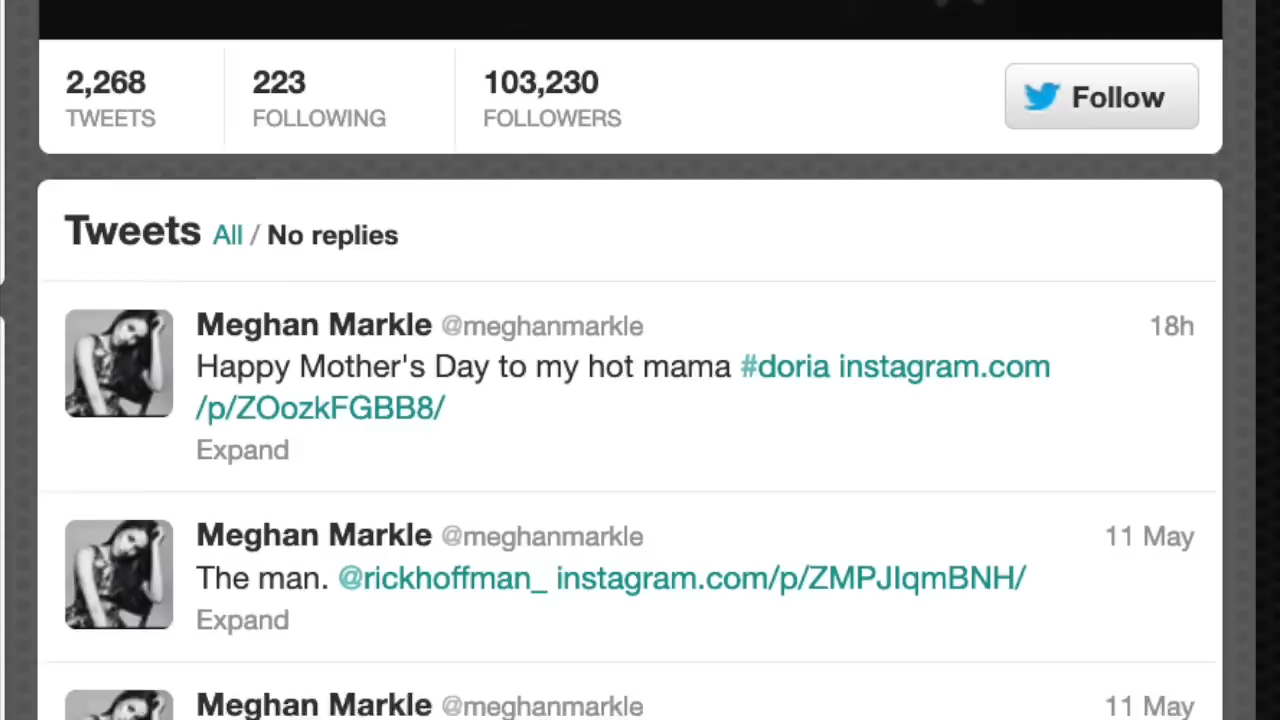 2,268 223 103,230 Follow
TWEETS FOLLOWING FOLLOWERS
Tweets All / No replies
Meghan Markle @meghanmarkle 18h
Happy Mother's Day to my hot mama #doria instagram.com
/p/ZOozkFGBB8/
Expand
Meghan Markle @meghanmarkle 11 May
The man. @rickhoffman_ instagram.com/p/ZMPJIqmBNH/
Expand
Meghan Markle @meghanmarkle 11 May